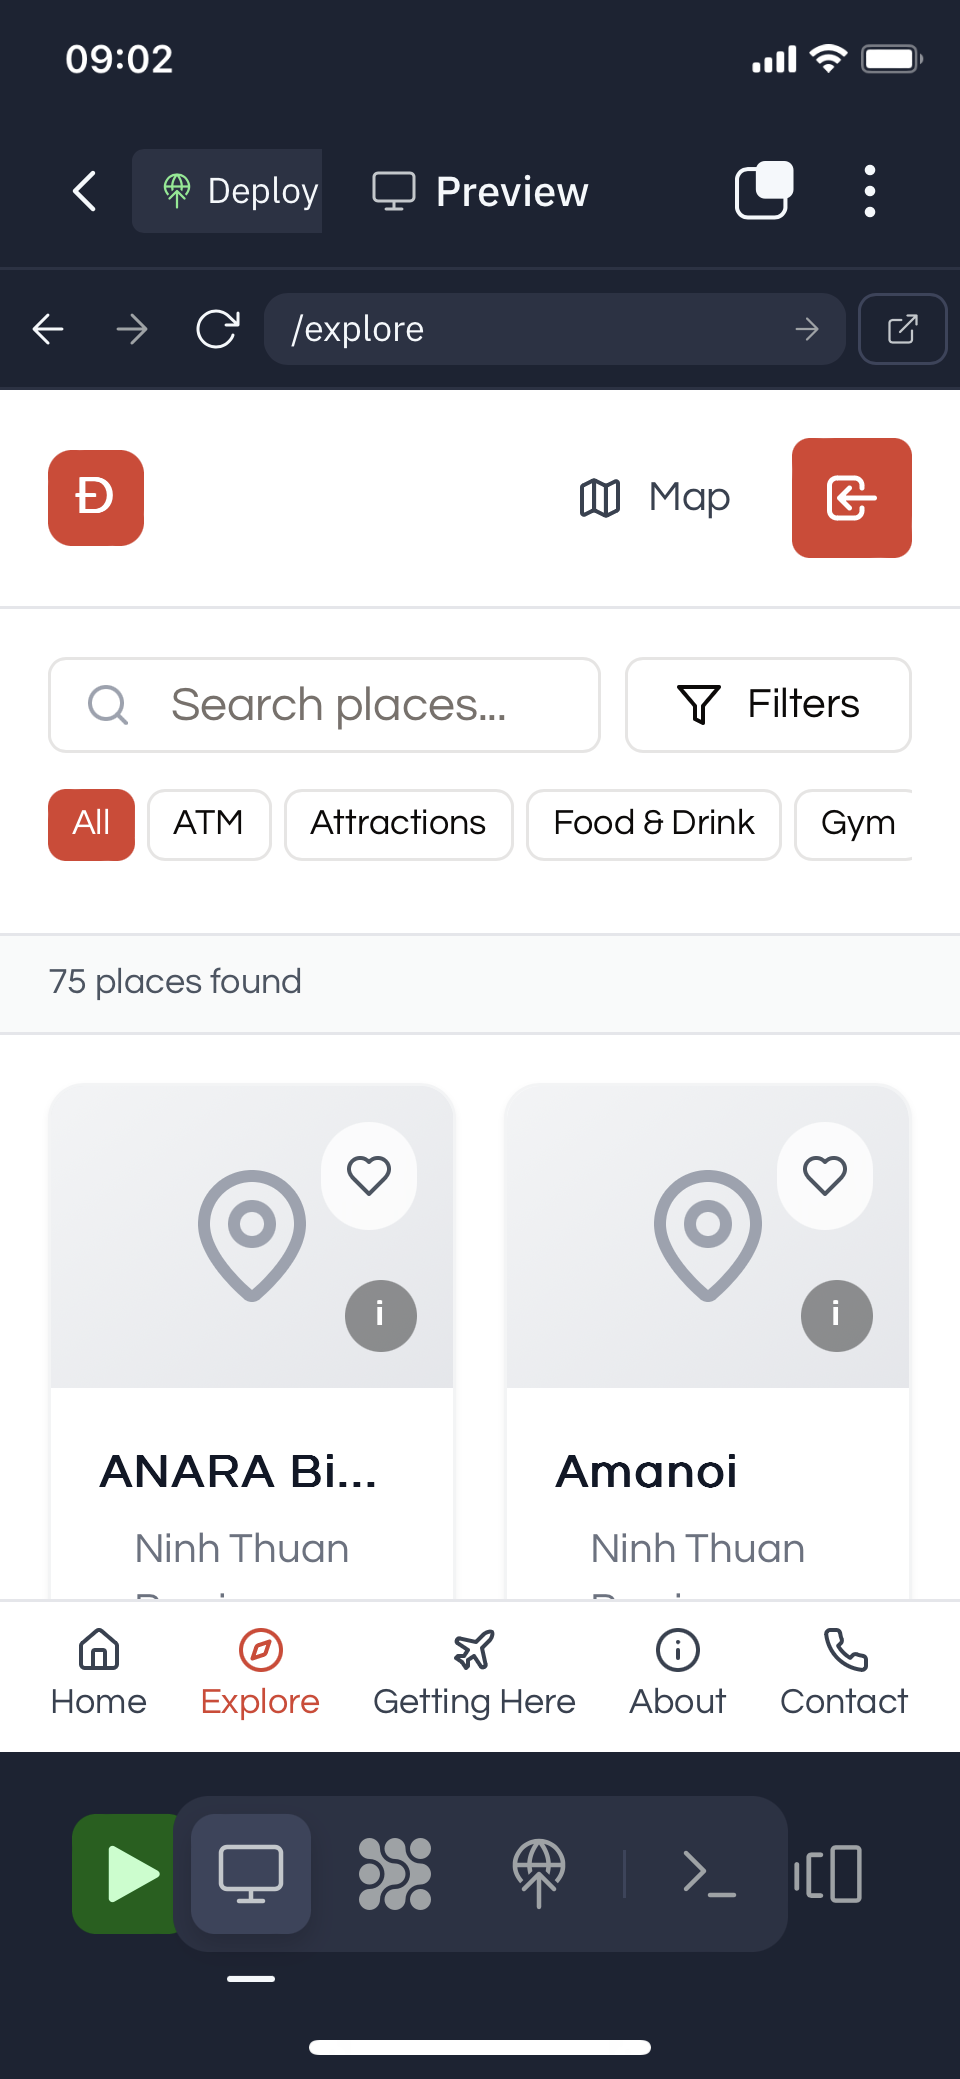 09:02
Deploy
Preview
/explore
Đ
Map
Search places...
Filters
All
ATM
Attractions
Food & Drink
Gym
75 places found
i
i
ANARA Bi...
Amanoi
Ninh Thuan
Ninh Thuan
Home
Explore
Getting Here
About
Contact